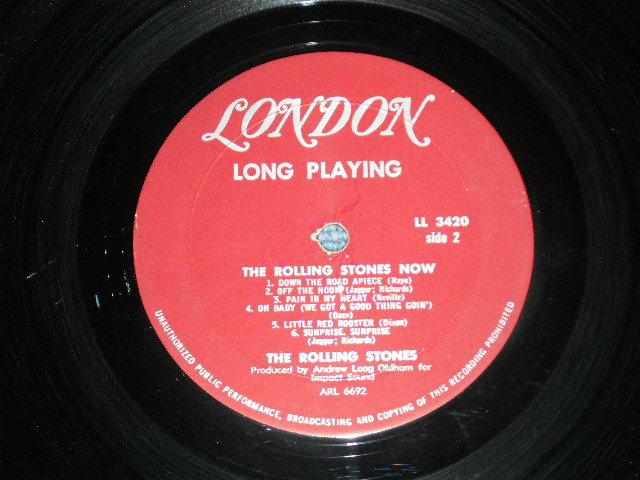 LONDON
LONG PLAYING
LL 3420
side 2
THE ROLLING STONES NOW
1. DOWN THE ROAD APIECE (Raye)
2. OFF THE HOOK (Jagger; Richards)
3. PAIN IN MY HEART (Neville)
4. OH BABY (WE GOT A GOOD THING GOIN')
(Ozen)
5. LITTLE RED ROOSTER (Dixon)
6. SURPRISE, SURPRISE
(Jagger; Richards)
THE ROLLING STONES
Produced by Andrew Loog Oldham for
Impact Sound
ARL 6692
UNAUTHORIZED PUBLIC PERFORMANCE, BROADCASTING AND COPYING OF THIS RECORDING PROHIBITED